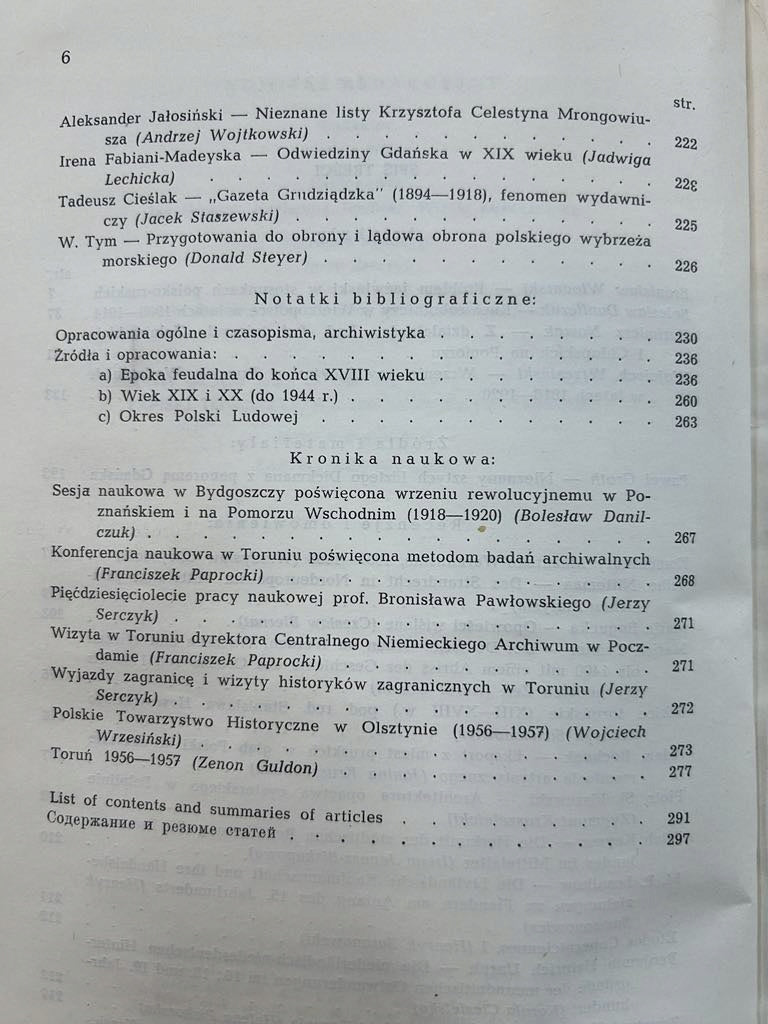 6
str.
Aleksander Jałosiński — Nieznane listy Krzysztofa Celestyna Mrongowiu-
sza (Andrzej Wojtkowski) . . . . . . . . . . . 222
Irena Fabiani-Madeyska — Odwiedziny Gdańska w XIX wieku (Jadwiga
Lechicka) . . . . . . . . . . . . . .
Tadeusz Cieślak — „Gazeta Grudziądzka" (1894—1918), fenomen wydawni-
czy (Jacek Staszewski) . . . . . . . . . . . . 225
W. Tym — Przygotowania do obrony i lądowa obrona polskiego wybrzeża
morskiego (Donald Steyer) . . . . . . . . . . . 226
Notatki bibliograficzne:
Opracowania ogólne i czasopisma, archiwistyka . . . . . . . 230
Źródła i opracowania: . . . . . . . . . . . . . 236
a) Epoka feudalna do końca XVIII wieku . . . . . . . . 236
b) Wiek XIX i XX (do 1944 r.) . . . . . . . . . . 260
c) Okres Polski Ludowej . . . . . . . . . . . 263
Kronika naukowa:
Sesja naukowa w Bydgoszczy poświęcona wrzeniu rewolucyjnemu w Po-
znańskiem i na Pomorzu Wschodnim (1918—1920) (Bolesław Danil-
czuk) . . . . . . . . . . . . . . . . 267
Konferencja naukowa w Toruniu poświęcona metodom badań archiwalnych
(Franciszek Paprocki) . . . . . . . . . . . . 268
Pięćdziesięciolecie pracy naukowej prof. Bronisława Pawłowskiego (Jerzy
Serczyk) . . . . . . . . . . . . . . . 271
Wizyta w Toruniu dyrektora Centralnego Niemieckiego Archiwum w Pocz-
damie (Franciszek Paprocki) . . . . . . . . . . 271
Wyjazdy zagranicę i wizyty historyków zagranicznych w Toruniu (Jerzy
Serczyk) . . . . . . . . . . . . . . . 272
Polskie Towarzystwo Historyczne w Olsztynie (1956—1957) (Wojciech
Wrzesiński) . . . . . . . . . . . . . . 273
Toruń 1956—1957 (Zenon Guldon) . . . . . . . . . . 277
List of contents and summaries of articles . . . . . . . . 291
Содержание и резюме статей . . . . . . . . . . . 297